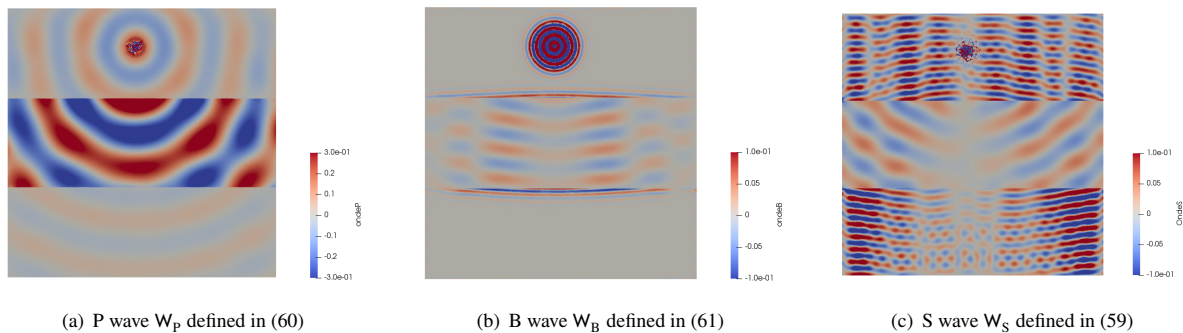 3.0e-01
0.2
0.1
0
-0.1
-0.2
-3.0e-01
ondeP
1.0e-01
0.05
0
-0.05
-1.0e-01
ondeB
1.0e-01
0.05
0
-0.05
-1.0e-01
OndeS
(a) P wave W_P defined in (60)
(b) B wave W_B defined in (61)
(c) S wave W_S defined in (59)